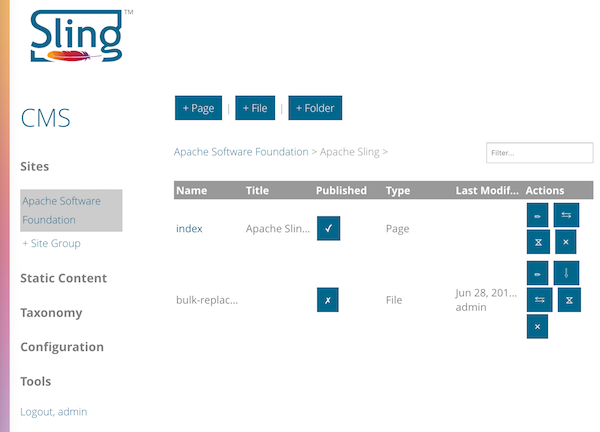 Sling™
CMS
+ Page | + File | + Folder
Apache Software Foundation > Apache Sling >
Filter...
Sites
Apache Software
Foundation
+ Site Group
Static Content
Taxonomy
Configuration
Tools
Logout, admin
Name Title Published Type Last Modif... Actions
index Apache Slin... ✓ Page
bulk-replac... ✗ File Jun 28, 201...
admin